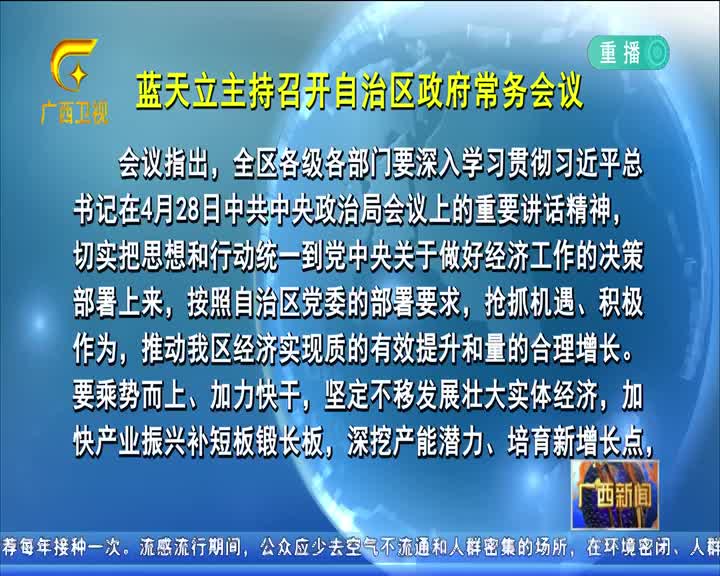 重播
广西卫视
蓝天立主持召开自治区政府常务会议
会议指出，全区各级各部门要深入学习贯彻习近平总
书记在4月28日中共中央政治局会议上的重要讲话精神，
切实把思想和行动统一到党中央关于做好经济工作的决策
部署上来，按照自治区党委的部署要求，抢抓机遇、积极
作为，推动我区经济实现质的有效提升和量的合理增长。
要乘势而上、加力快干，坚定不移发展壮大实体经济，加
快产业振兴补短板锻长板，深挖产能潜力、培育新增长点，
广西新闻
荐每年接种一次。流感流行期间，公众应少去空气不流通和人群密集的场所，在环境密闭、人群